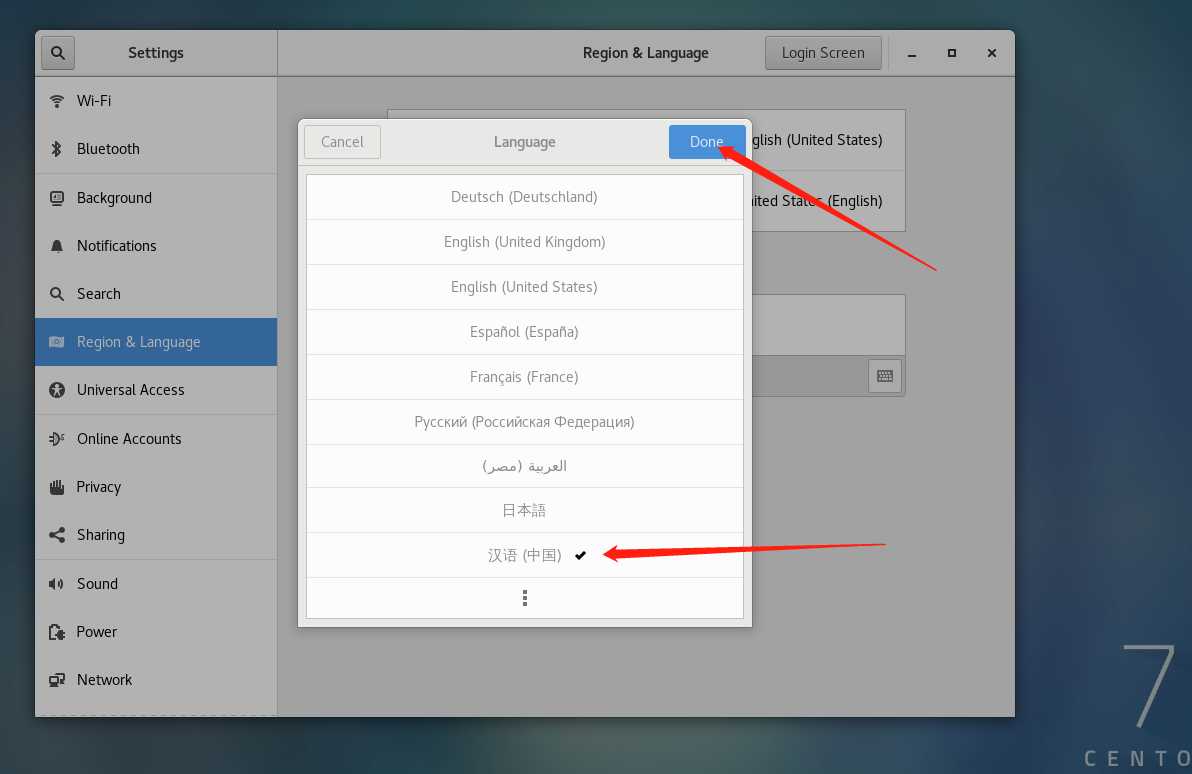 Settings
Region & Language
Login Screen
Wi-Fi
Bluetooth
Background
Notifications
Search
Region & Language
Universal Access
Online Accounts
Privacy
Sharing
Sound
Power
Network
Cancel
Language
Done
Deutsch (Deutschland)
English (United Kingdom)
English (United States)
Español (España)
Français (France)
Русский (Российская Федерация)
العربية (مصر)
日本語
汉语 (中国)
glish (United States)
ited States (English)
7
CENTO